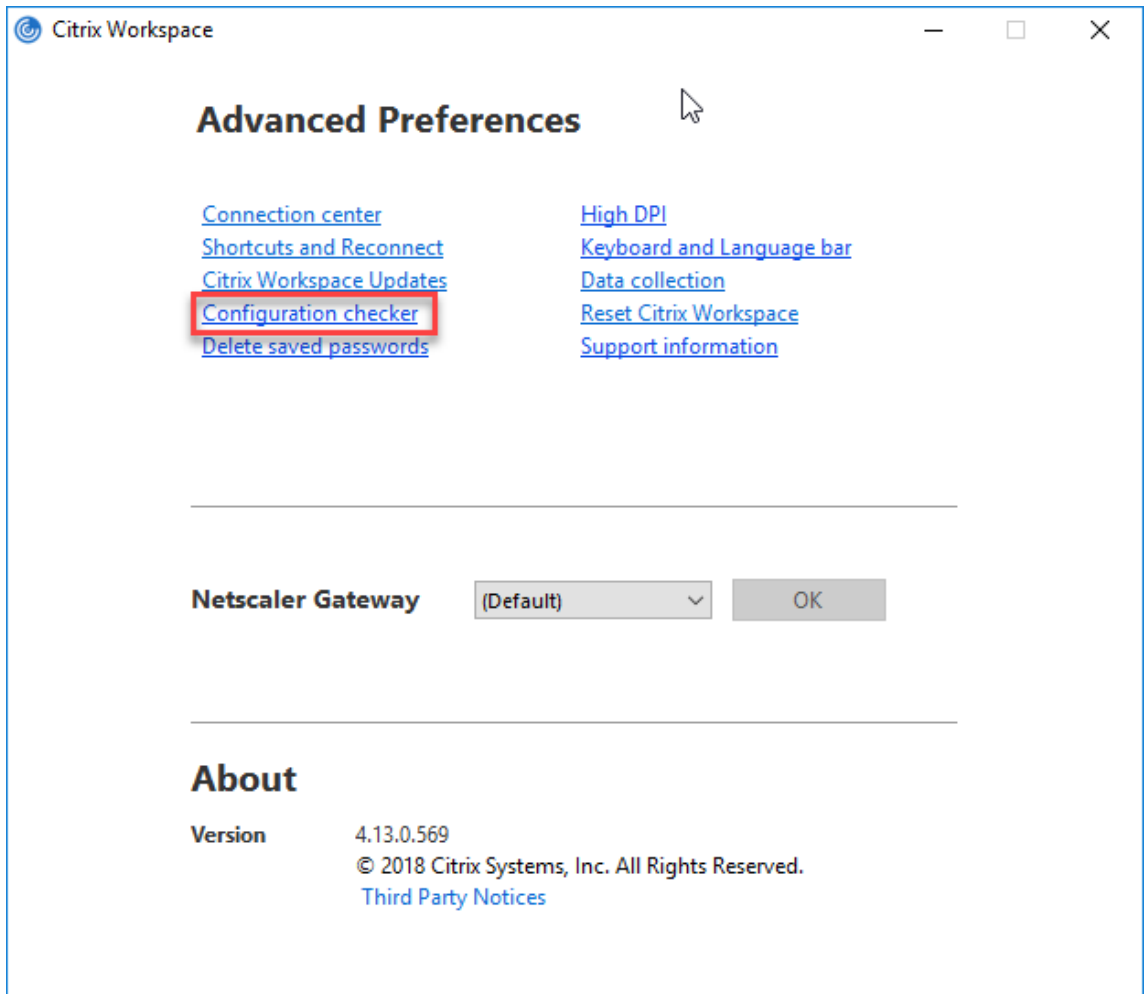 Citrix Workspace
Advanced Preferences
Connection center
Shortcuts and Reconnect
Citrix Workspace Updates
Configuration checker
Delete saved passwords
High DPI
Keyboard and Language bar
Data collection
Reset Citrix Workspace
Support information
Netscaler Gateway
(Default)
OK
About
Version 4.13.0.569
© 2018 Citrix Systems, Inc. All Rights Reserved.
Third Party Notices